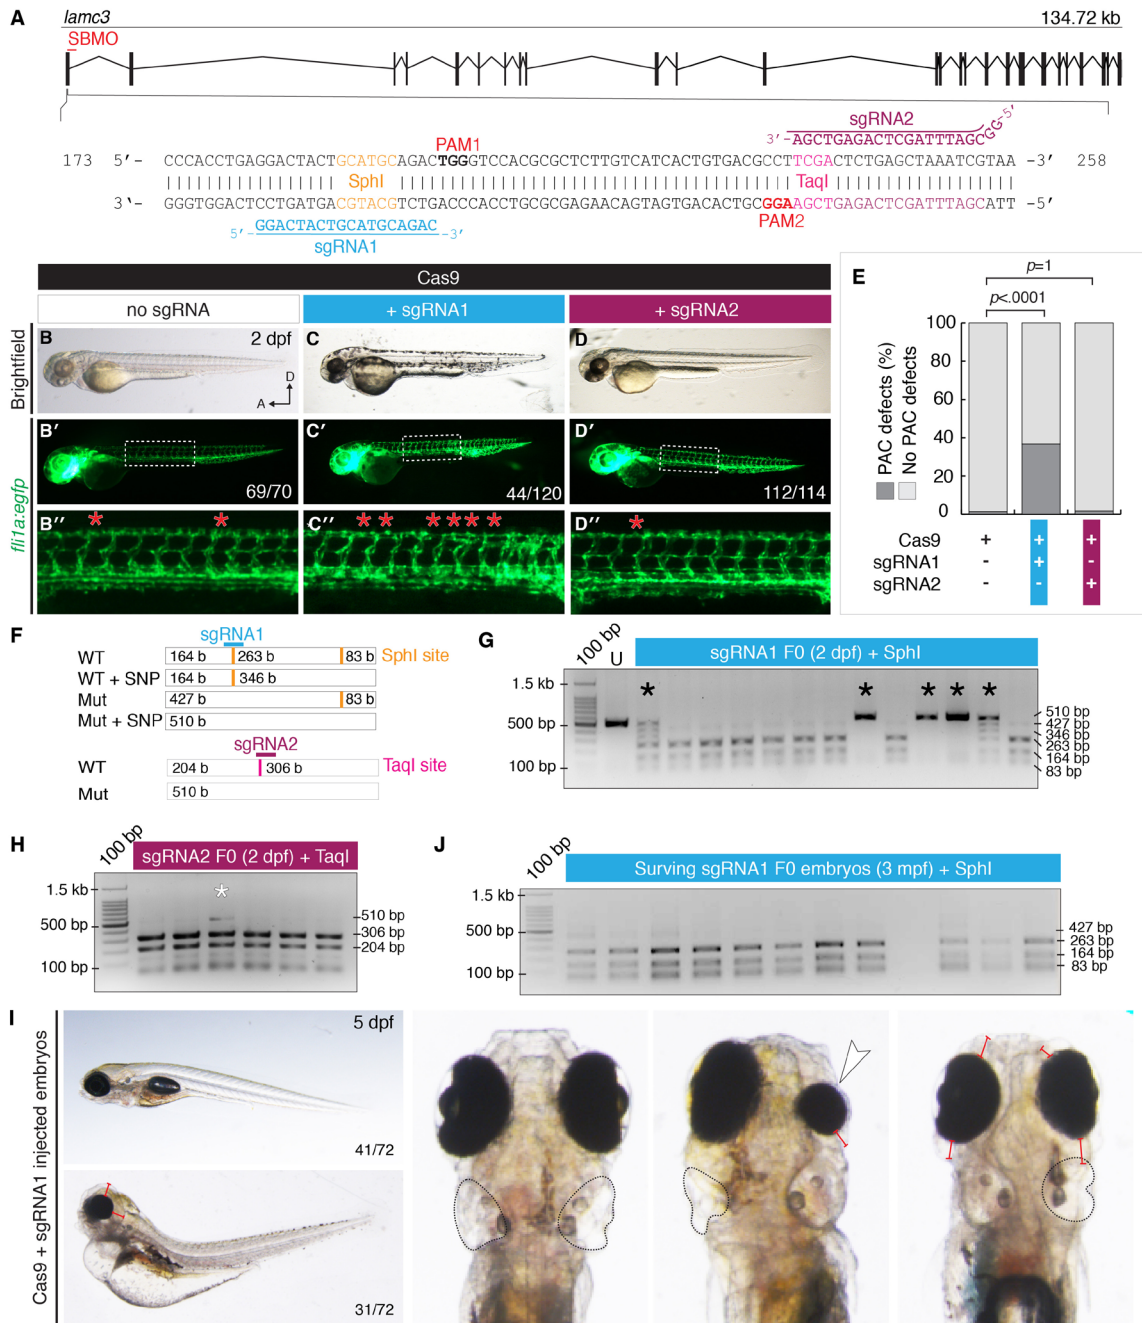 A
lamc3
134.72 kb
SBMO
sgRNA2
3'-AGCTGAGACTCGATTTAGCGG-5'
PAM1
173 5'- CCCACCTGAGGACTACTGCATGCAGACTGGGTCCACGCGCTCTTGTCATCACTGTGACGCCTTCGACTCTGAGCTAAATCGTAA -3' 258
SphI
TaqI
3'- GGGTGGACTCCTGATGACGTACGTCTGACCCACCTGCGCGAGAACAGTAGTGACACTGCGGAAGCTGAGACTCGATTTAGCATT -5'
PAM2
5'-GGACTACTGCATGCAGAC-3'
sgRNA1
Cas9
no sgRNA
+ sgRNA1
+ sgRNA2
Brightfield
B
2 dpf
D
A
C
D
fli1a:egfp
B'
69/70
C'
44/120
D'
112/114
B''
* *
C''
* * * * * *
D''
*
E
p=1
p<.0001
PAC defects (%)
No PAC defects
100
80
60
40
20
0
Cas9 + + +
sgRNA1 - + -
sgRNA2 - - +
F
sgRNA1
WT 164 b 263 b 83 b SphI site
WT + SNP 164 b 346 b
Mut 427 b 83 b
Mut + SNP 510 b
sgRNA2
WT 204 b 306 b TaqI site
Mut 510 b
G
100 bp
U
sgRNA1 F0 (2 dpf) + SphI
* * * * *
1.5 kb
500 bp
100 bp
510 bp
427 bp
346 bp
263 bp
164 bp
83 bp
H
100 bp
sgRNA2 F0 (2 dpf) + TaqI
*
1.5 kb
500 bp
100 bp
510 bp
306 bp
204 bp
J
100 bp
Surving sgRNA1 F0 embryos (3 mpf) + SphI
1.5 kb
500 bp
100 bp
427 bp
263 bp
164 bp
83 bp
I
Cas9 + sgRNA1 injected embryos
5 dpf
41/72
31/72